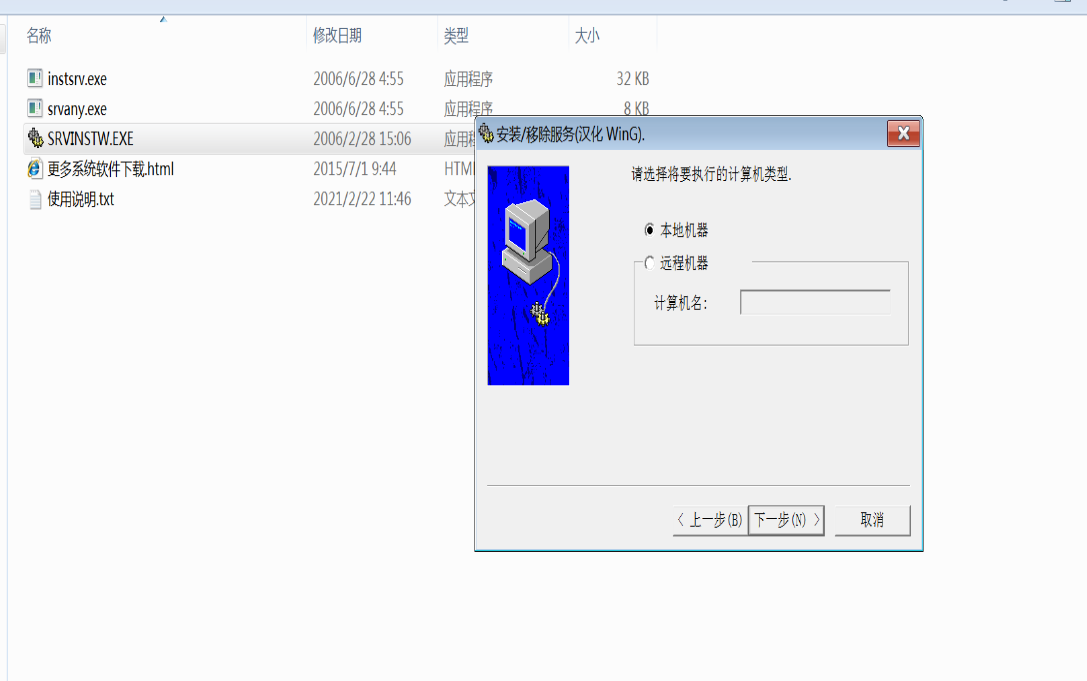 名称 修改日期 类型 大小
instsrv.exe 2006/6/28 4:55 应用程序 32 KB
srvany.exe 2006/6/28 4:55 应用程序 8 KB
SRVINSTW.EXE 2006/2/28 15:06 应用
更多系统软件下载.html 2015/7/1 9:44 HTM
使用说明.txt 2021/2/22 11:46 文本
安装/移除服务(汉化 WinG).
请选择将要执行的计算机类型.
本地机器
远程机器
计算机名:
< 上一步(B) 下一步(N) > 取消